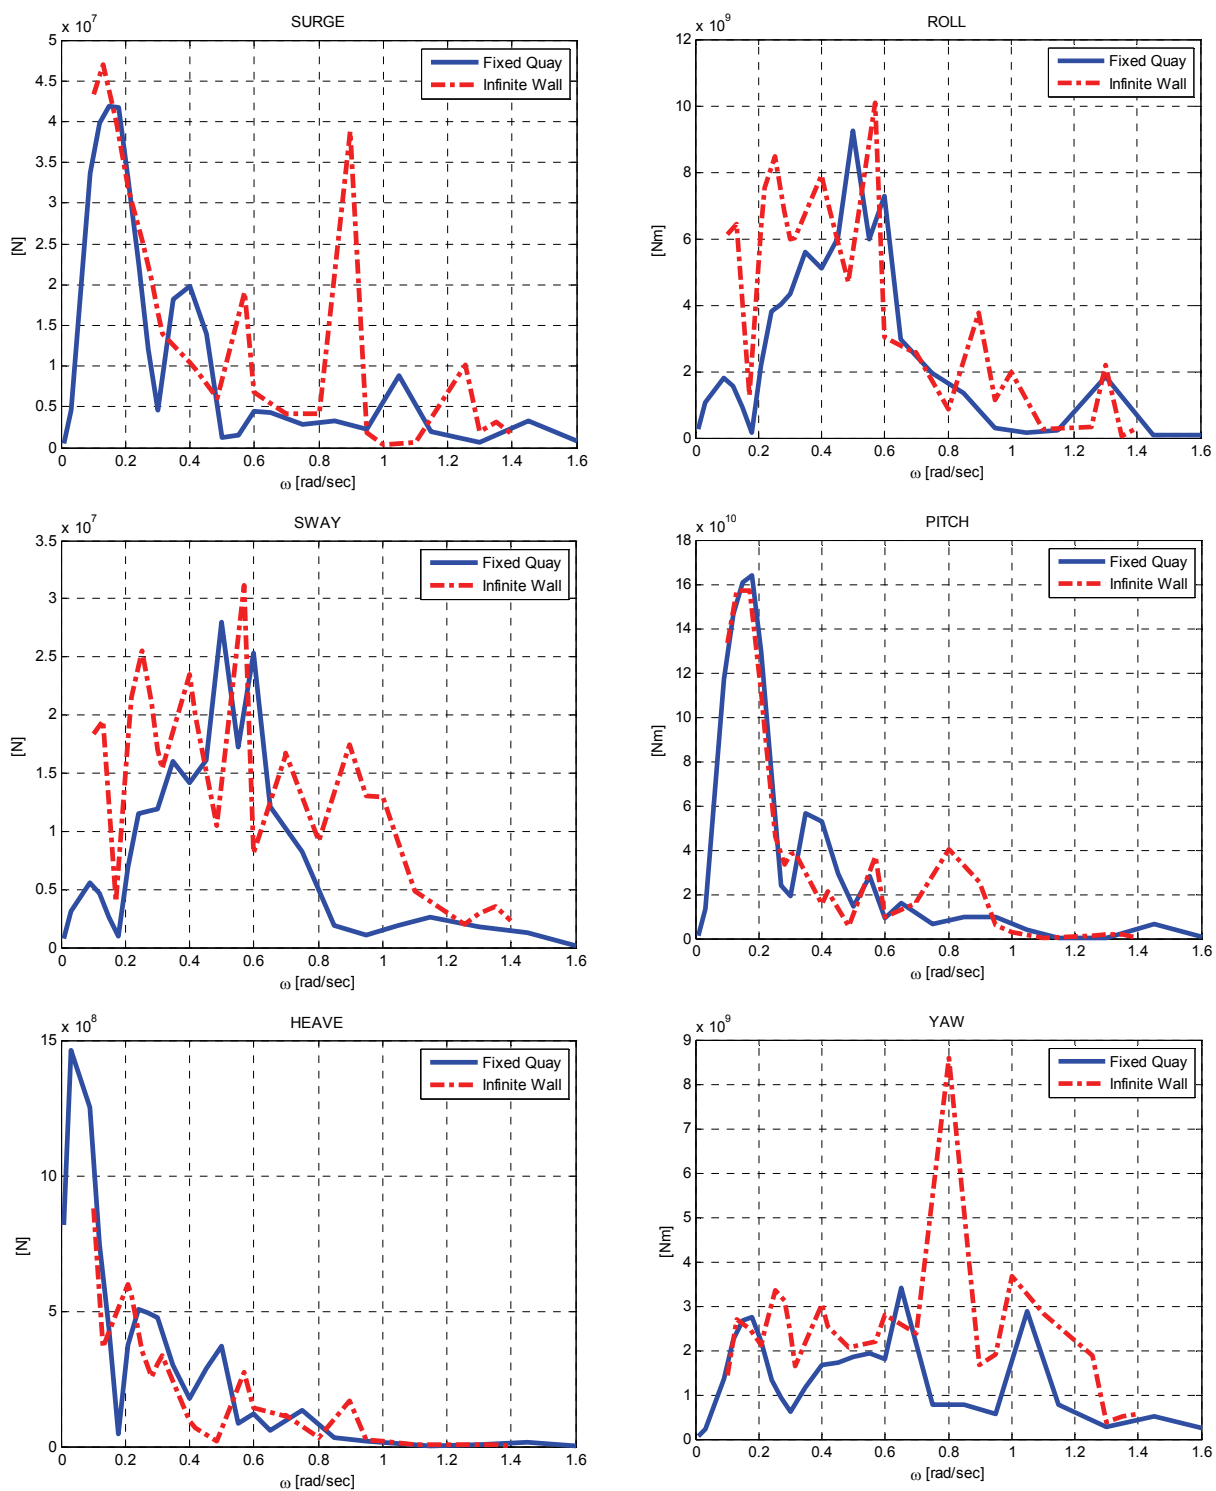 SURGE
x 10^7
5
4.5
4
3.5
3
2.5
2
1.5
1
0.5
0
[N]
Fixed Quay
Infinite Wall
0 0.2 0.4 0.6 0.8 1 1.2 1.4 1.6
ω [rad/sec]
ROLL
x 10^9
12
10
8
6
4
2
0
[Nm]
Fixed Quay
Infinite Wall
0 0.2 0.4 0.6 0.8 1 1.2 1.4 1.6
ω [rad/sec]
SWAY
x 10^7
3.5
3
2.5
2
1.5
1
0.5
0
[N]
Fixed Quay
Infinite Wall
0 0.2 0.4 0.6 0.8 1 1.2 1.4 1.6
ω [rad/sec]
PITCH
x 10^10
18
16
14
12
10
8
6
4
2
0
[Nm]
Fixed Quay
Infinite Wall
0 0.2 0.4 0.6 0.8 1 1.2 1.4 1.6
ω [rad/sec]
HEAVE
x 10^8
15
10
5
0
[N]
Fixed Quay
Infinite Wall
0 0.2 0.4 0.6 0.8 1 1.2 1.4 1.6
ω [rad/sec]
YAW
x 10^9
9
8
7
6
5
4
3
2
1
0
[Nm]
Fixed Quay
Infinite Wall
0 0.2 0.4 0.6 0.8 1 1.2 1.4 1.6
ω [rad/sec]